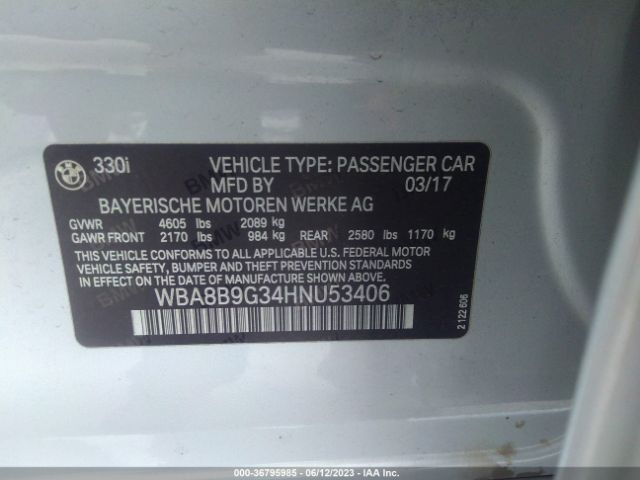 BMW 330i VEHICLE TYPE: PASSENGER CAR
MFD BY 03/17
BAYERISCHE MOTOREN WERKE AG
GVWR 4605 lbs 2089 kg
GAWR FRONT 2170 lbs 984 kg REAR 2580 lbs 1170 kg
THIS VEHICLE CONFORMS TO ALL APPLICABLE U.S. FEDERAL MOTOR
VEHICLE SAFETY, BUMPER, AND THEFT PREVENTION STANDARDS
IN EFFECT ON THE DATE OF MANUFACTURE SHOWN ABOVE.
WBA8B9G34HNU53406
2 122 606
000-36795985 - 06/12/2023 - IAA Inc.